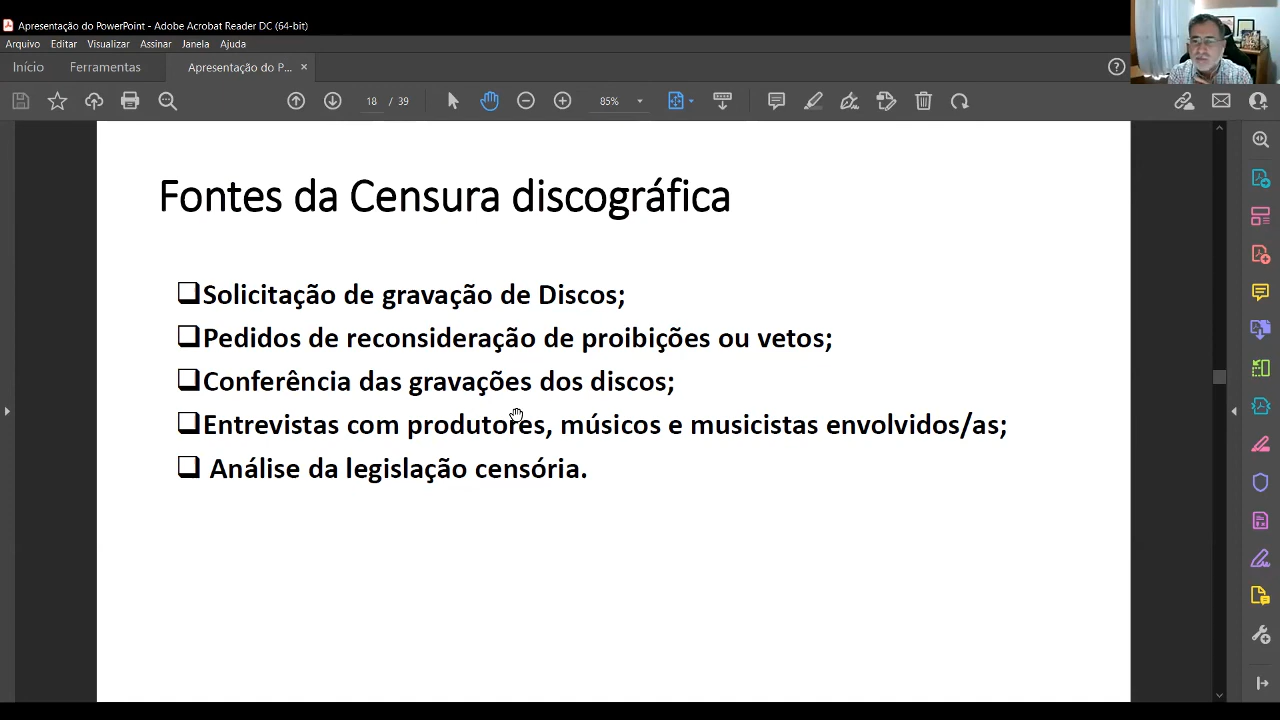 Apresentação do PowerPoint - Adobe Acrobat Reader DC (64-bit)
Arquivo Editar Visualizar Assinar Janela Ajuda
Início Ferramentas Apresentação do P... ×
18 / 39 85%
Fontes da Censura discográfica
❑Solicitação de gravação de Discos;
❑Pedidos de reconsideração de proibições ou vetos;
❑Conferência das gravações dos discos;
❑Entrevistas com produtores, músicos e musicistas envolvidos/as;
❑ Análise da legislação censória.